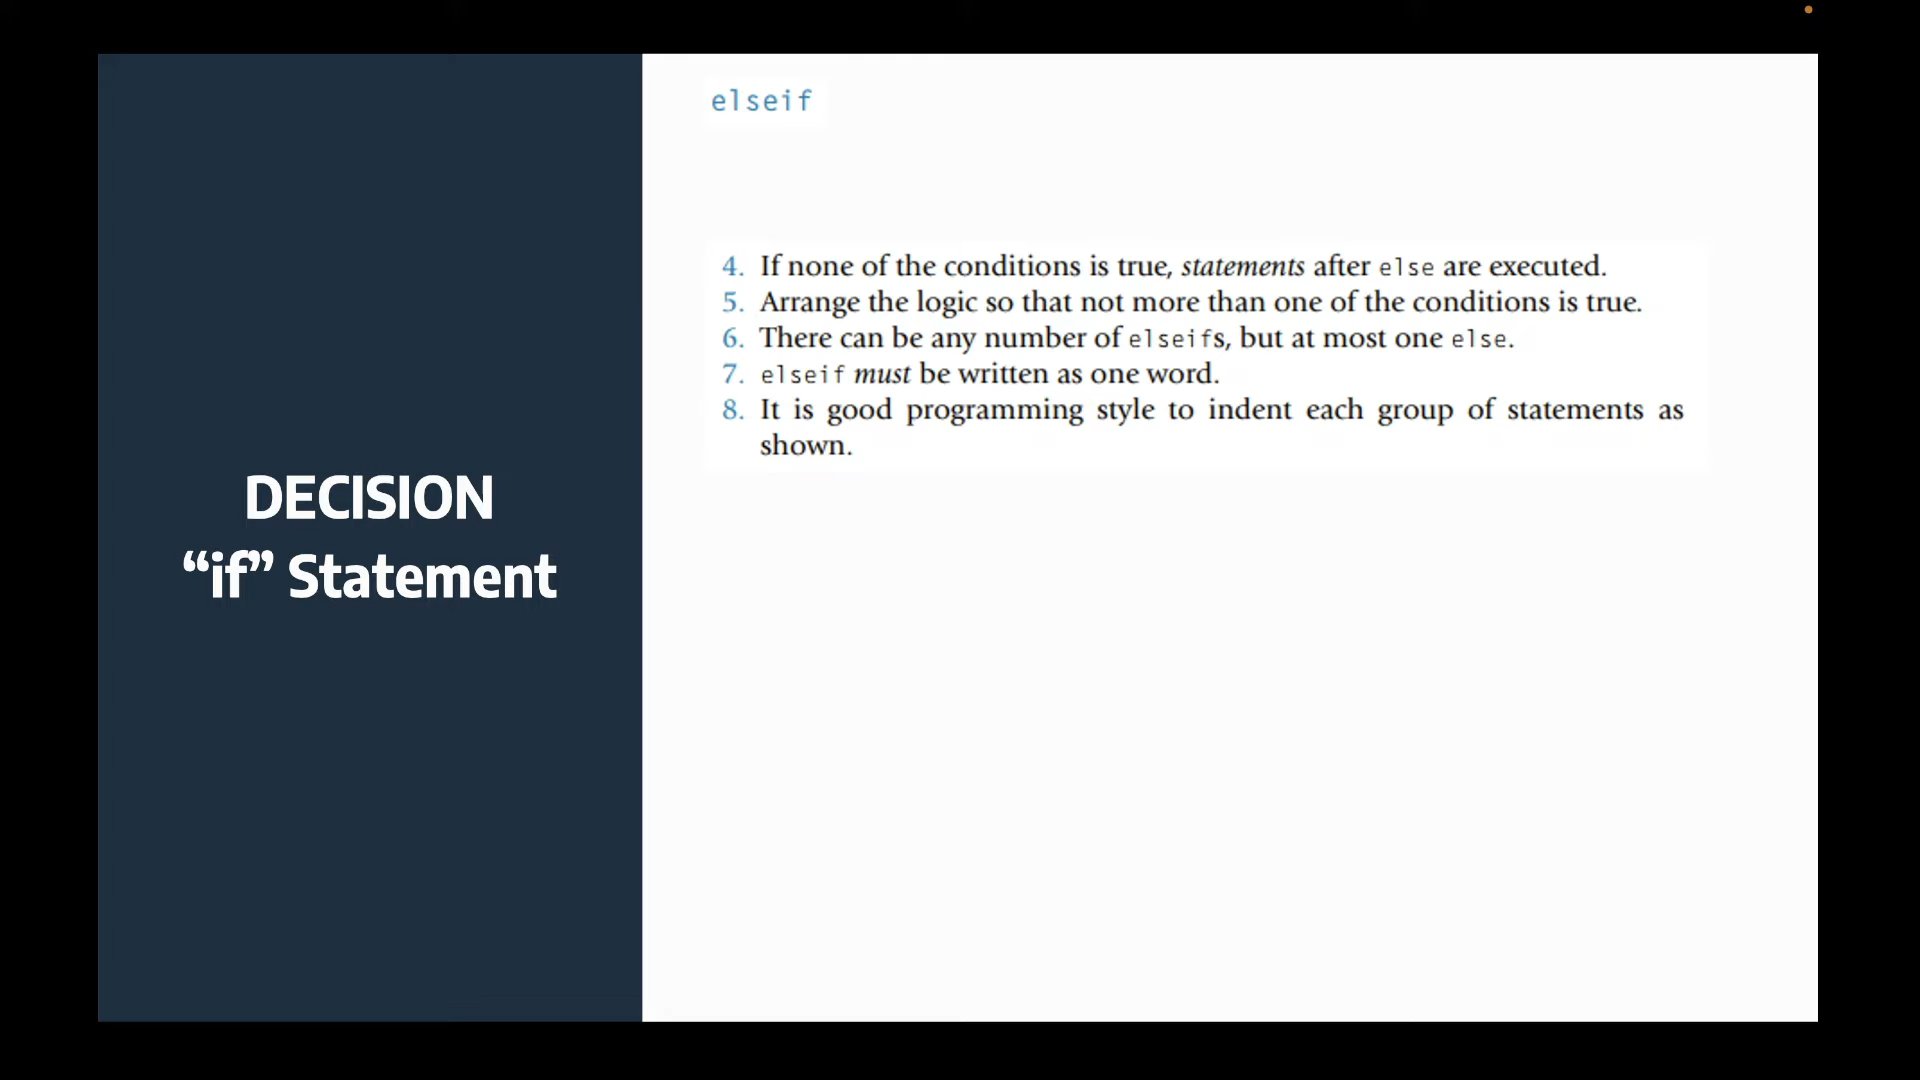 DECISION
“if” Statement
elseif
4. If none of the conditions is true, statements after else are executed.
5. Arrange the logic so that not more than one of the conditions is true.
6. There can be any number of elseifs, but at most one else.
7. elseif must be written as one word.
8. It is good programming style to indent each group of statements as
shown.